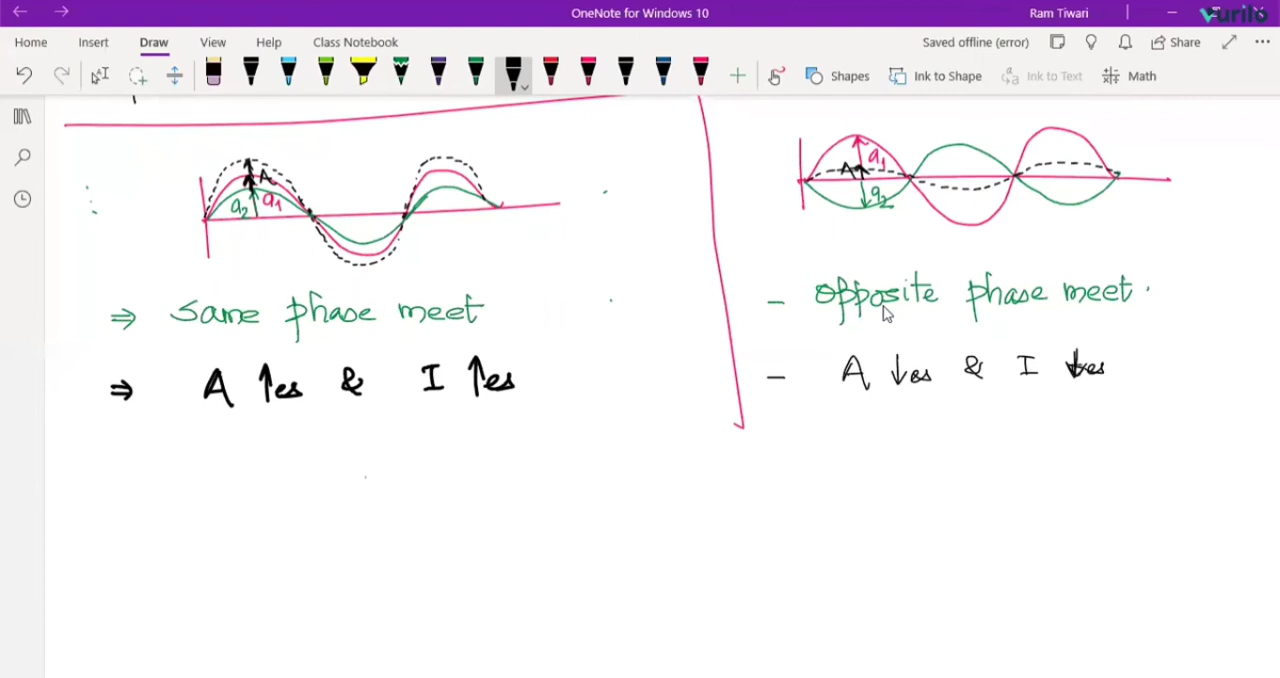 OneNote for Windows 10
Ram Tiwari
vurilo
Home Insert Draw View Help Class Notebook
Saved offline (error)
Share
Shapes
Ink to Shape
Ink to Text
Math
A
a2 a1
⇒ same phase meet
⇒ A ↑es & I ↑es
A a1
a2
- opposite phase meet.
- A ↓es & I ↓es